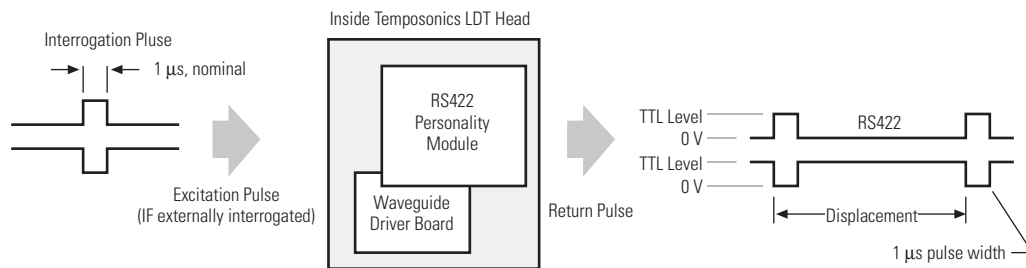 Inside Temposonics LDT Head
Interrogation Pluse
1 μs, nominal
RS422
Personality
Module
Waveguide
Driver Board
Excitation Pulse
(IF externally interrogated)
Return Pulse
TTL Level
0 V
RS422
TTL Level
0 V
Displacement
1 μs pulse width